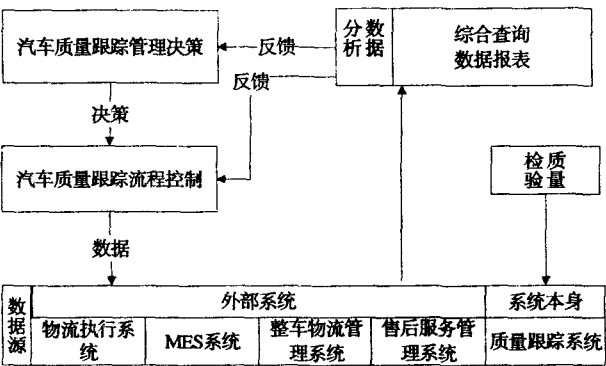 汽车质量跟踪管理决策
反馈
数据
分析
综合查询
数据报表
反馈
决策
汽车质量跟踪流程控制
质量
检验
数据
数据源
外部系统
系统本身
物流执行系
统
MES系统
整车物流管
理系统
售后服务管
理系统
质量跟踪系统